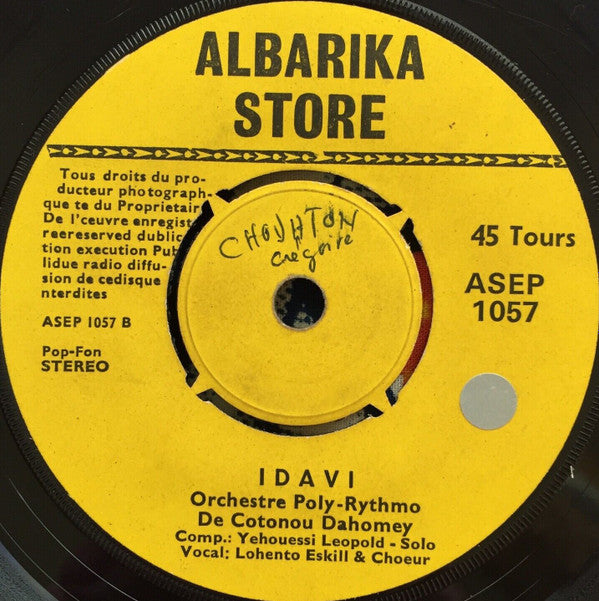 ALBARIKA
STORE
Tous droits du pro-
ducteur photograph-
que te du Proprietair
De l'cœuvre enregist
reereserved dublic
tion execution Pub
lidue radio diffu-
sion de cedisque
nterdites
ASEP 1057 B
Pop-Fon
STEREO
CHOUHTON
Grégoire
45 Tours
ASEP
1057
IDAVI
Orchestre Poly-Rythmo
De Cotonou Dahomey
Comp.: Yehouessi Leopold - Solo
Vocal: Lohento Eskill & Choeur